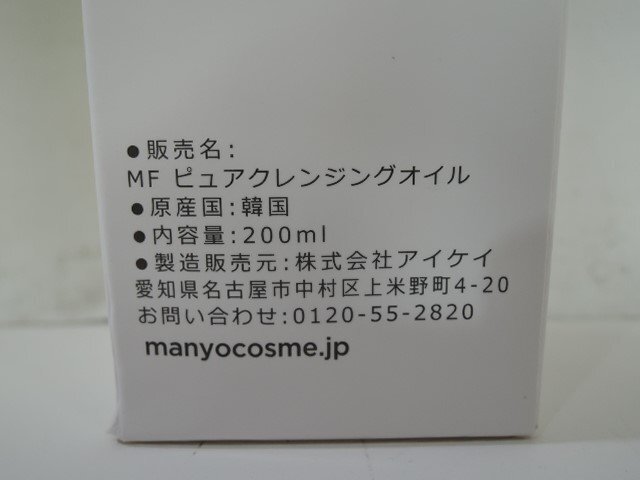 ●販売名:
MF ピュアクレンジングオイル
●原産国:韓国
●内容量:200ml
●製造販売元:株式会社アイケイ
愛知県名古屋市中村区上米野町4-20
お問い合わせ:0120-55-2820
manyocosme.jp